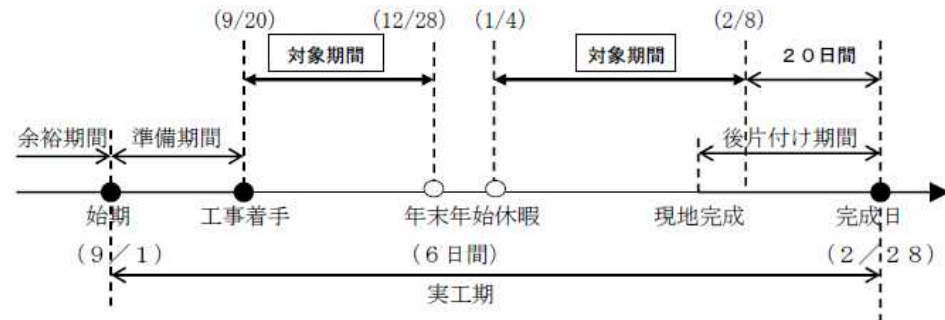 (9/20) (12/28) (1/4) (2/8)
対象期間 対象期間 20日間
余裕期間 準備期間 後片付け期間
始期 工事着手 年末年始休暇 現地完成 完成日
(9/1) (6日間) (2/28)
実工期